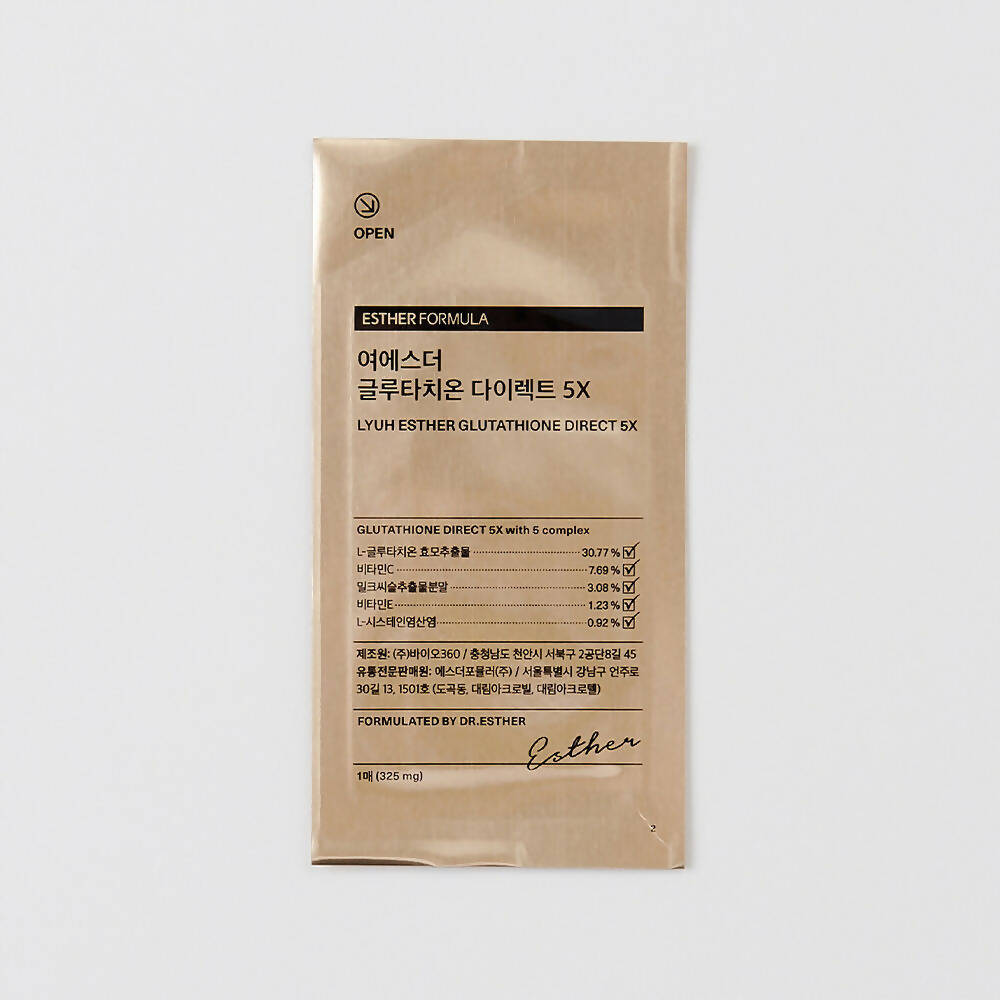 OPEN
ESTHER FORMULA
여에스더
글루타치온 다이렉트 5X
LYUH ESTHER GLUTATHIONE DIRECT 5X
GLUTATHIONE DIRECT 5X with 5 complex
L-글루타치온 효모추출물 30.77 %
비타민C 7.69 %
밀크씨슬추출물분말 3.08 %
비타민E 1.23 %
L-시스테인염산염 0.92 %
제조원: (주)바이오360 / 충청남도 천안시 서북구 2공단8길 45
유통전문판매원: 에스더포뮬러(주) / 서울특별시 강남구 언주로
30길 13, 1501호 (도곡동, 대림아크로빌, 대림아크로텔)
FORMULATED BY DR.ESTHER
Esther
1매 (325 mg)
2